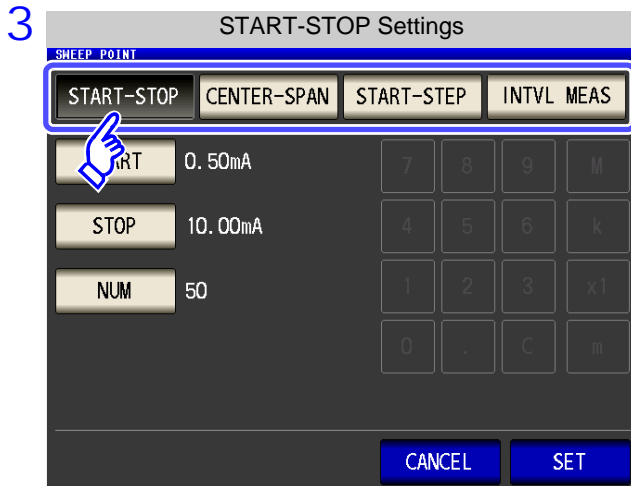 3
START-STOP Settings
SWEEP POINT
START-STOP CENTER-SPAN START-STEP INTVL MEAS
START 0.50mA 7 8 9 M
STOP 10.00mA 4 5 6 k
NUM 50 1 2 3 x1
0 . C m
CANCEL SET